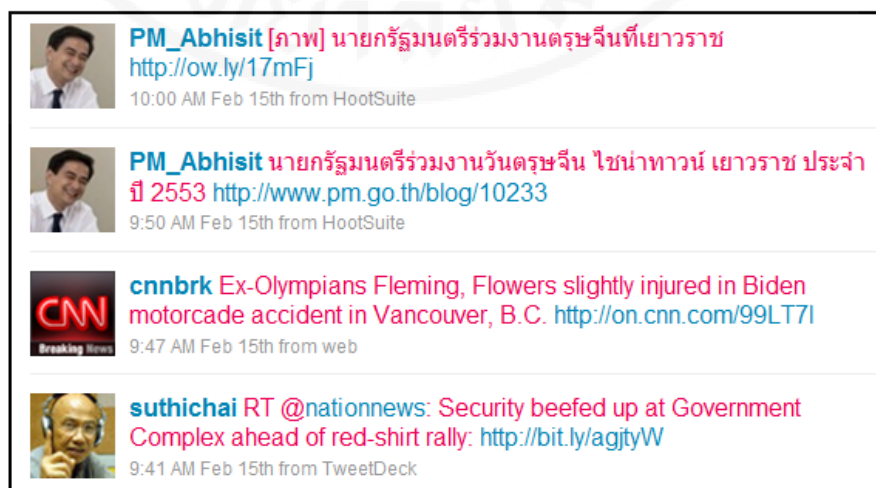 PM_Abhisit [ภาพ] นายกรัฐมนตรีร่วมงานตรุษจีนที่เยาวราช
http://ow.ly/17mFj
10:00 AM Feb 15th from HootSuite
PM_Abhisit นายกรัฐมนตรีร่วมงานวันตรุษจีน ไชน่าทาวน์ เยาวราช ประจำ
ปี 2553 http://www.pm.go.th/blog/10233
9:50 AM Feb 15th from HootSuite
CNN
Breaking News
cnnbrk Ex-Olympians Fleming, Flowers slightly injured in Biden
motorcade accident in Vancouver, B.C. http://on.cnn.com/99LT7l
9:47 AM Feb 15th from web
suthichai RT @nationnews: Security beefed up at Government
Complex ahead of red-shirt rally: http://bit.ly/agjtyW
9:41 AM Feb 15th from TweetDeck